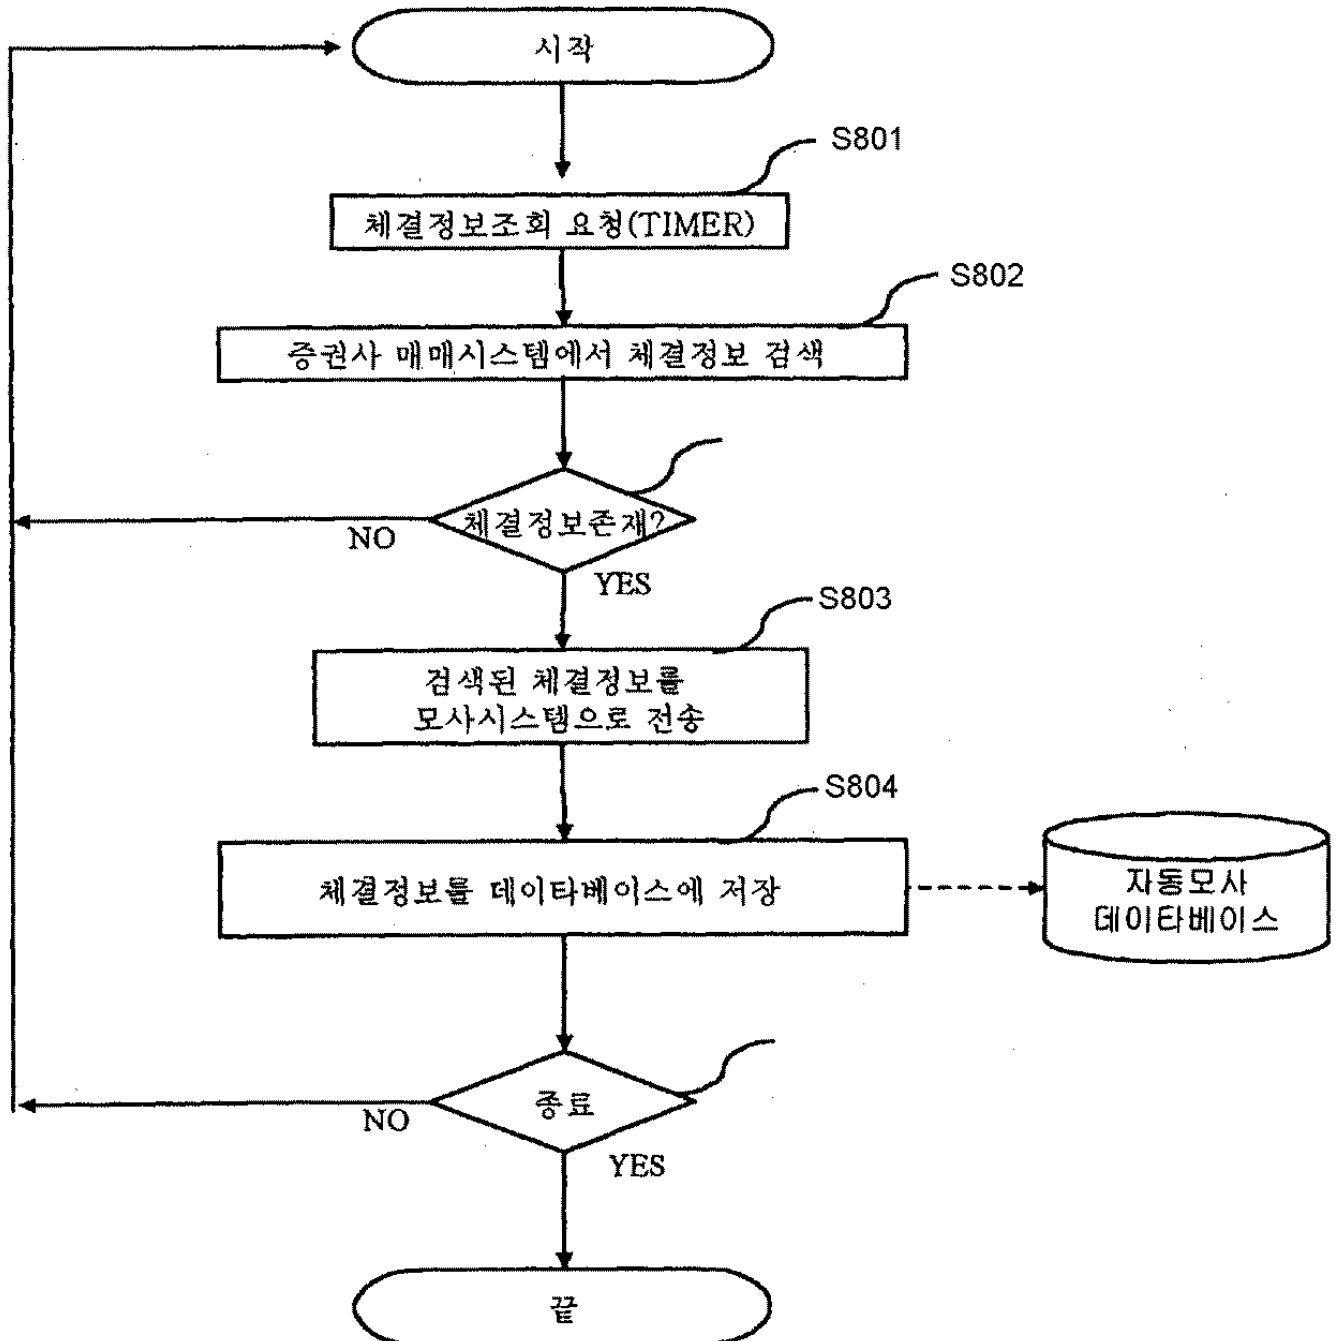 시작
S801
체결정보조회 요청(TIMER)
S802
증권사 매매시스템에서 체결정보 검색
체결정보존재?
NO
YES
S803
검색된 체결정보를
모사시스템으로 전송
S804
체결정보를 데이타베이스에 저장
자동모사
데이타베이스
종료
NO
YES
끝